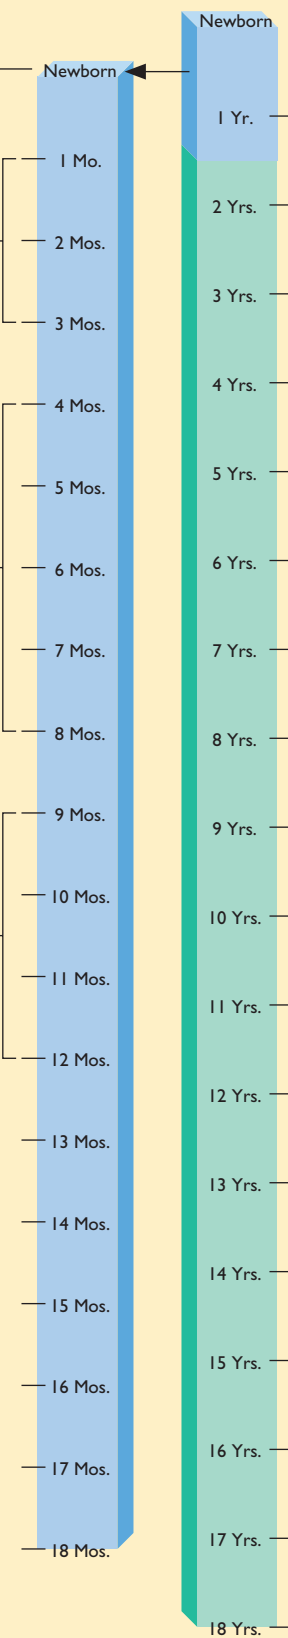 Newborn
1 Mo.
2 Mos.
3 Mos.
4 Mos.
5 Mos.
6 Mos.
7 Mos.
8 Mos.
9 Mos.
10 Mos.
11 Mos.
12 Mos.
13 Mos.
14 Mos.
15 Mos.
16 Mos.
17 Mos.
18 Mos.
Newborn
1 Yr.
2 Yrs.
3 Yrs.
4 Yrs.
5 Yrs.
6 Yrs.
7 Yrs.
8 Yrs.
9 Yrs.
10 Yrs.
11 Yrs.
12 Yrs.
13 Yrs.
14 Yrs.
15 Yrs.
16 Yrs.
17 Yrs.
18 Yrs.